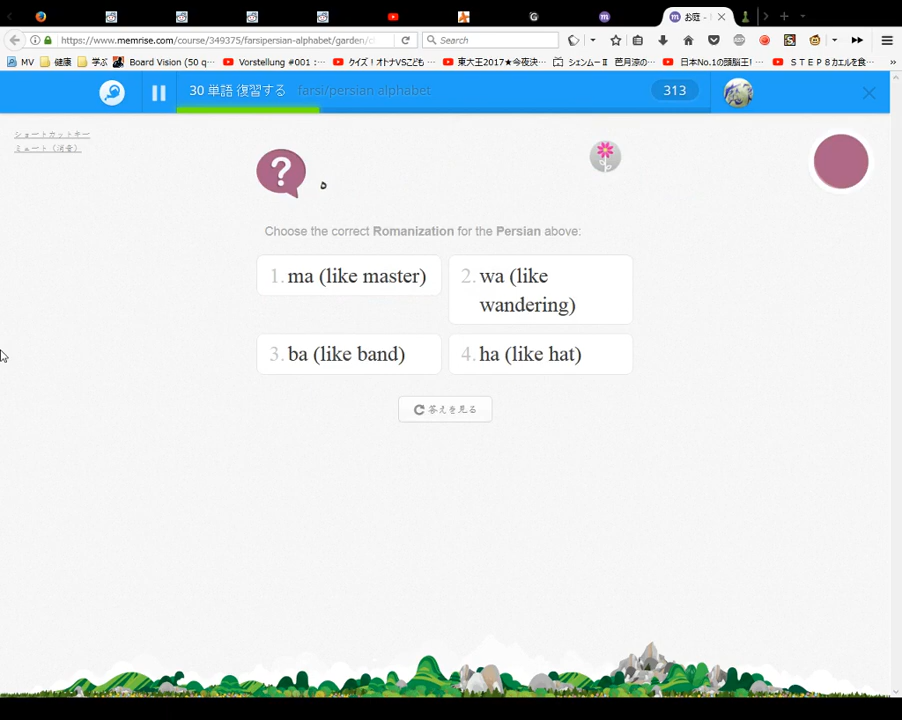 お庭 -
https://www.memrise.com/course/349375/farsipersian-alphabet/garden/c
Search
MV 健康 学ぶ Board Vision (50 q… Vorstellung #001 :… クイズ！オトナVSこども… 東大王2017★今夜決… シェンムーⅡ 芭月涼の… 日本No.1の頭脳王!… ＳＴＥＰ８カエルを食…
30 単語 復習する farsi/persian alphabet 313
ショートカットキー
ミュート（消音）
?
ه
Choose the correct Romanization for the Persian above:
1. ma (like master)
2. wa (like
wandering)
3. ba (like band)
4. ha (like hat)
答えを見る